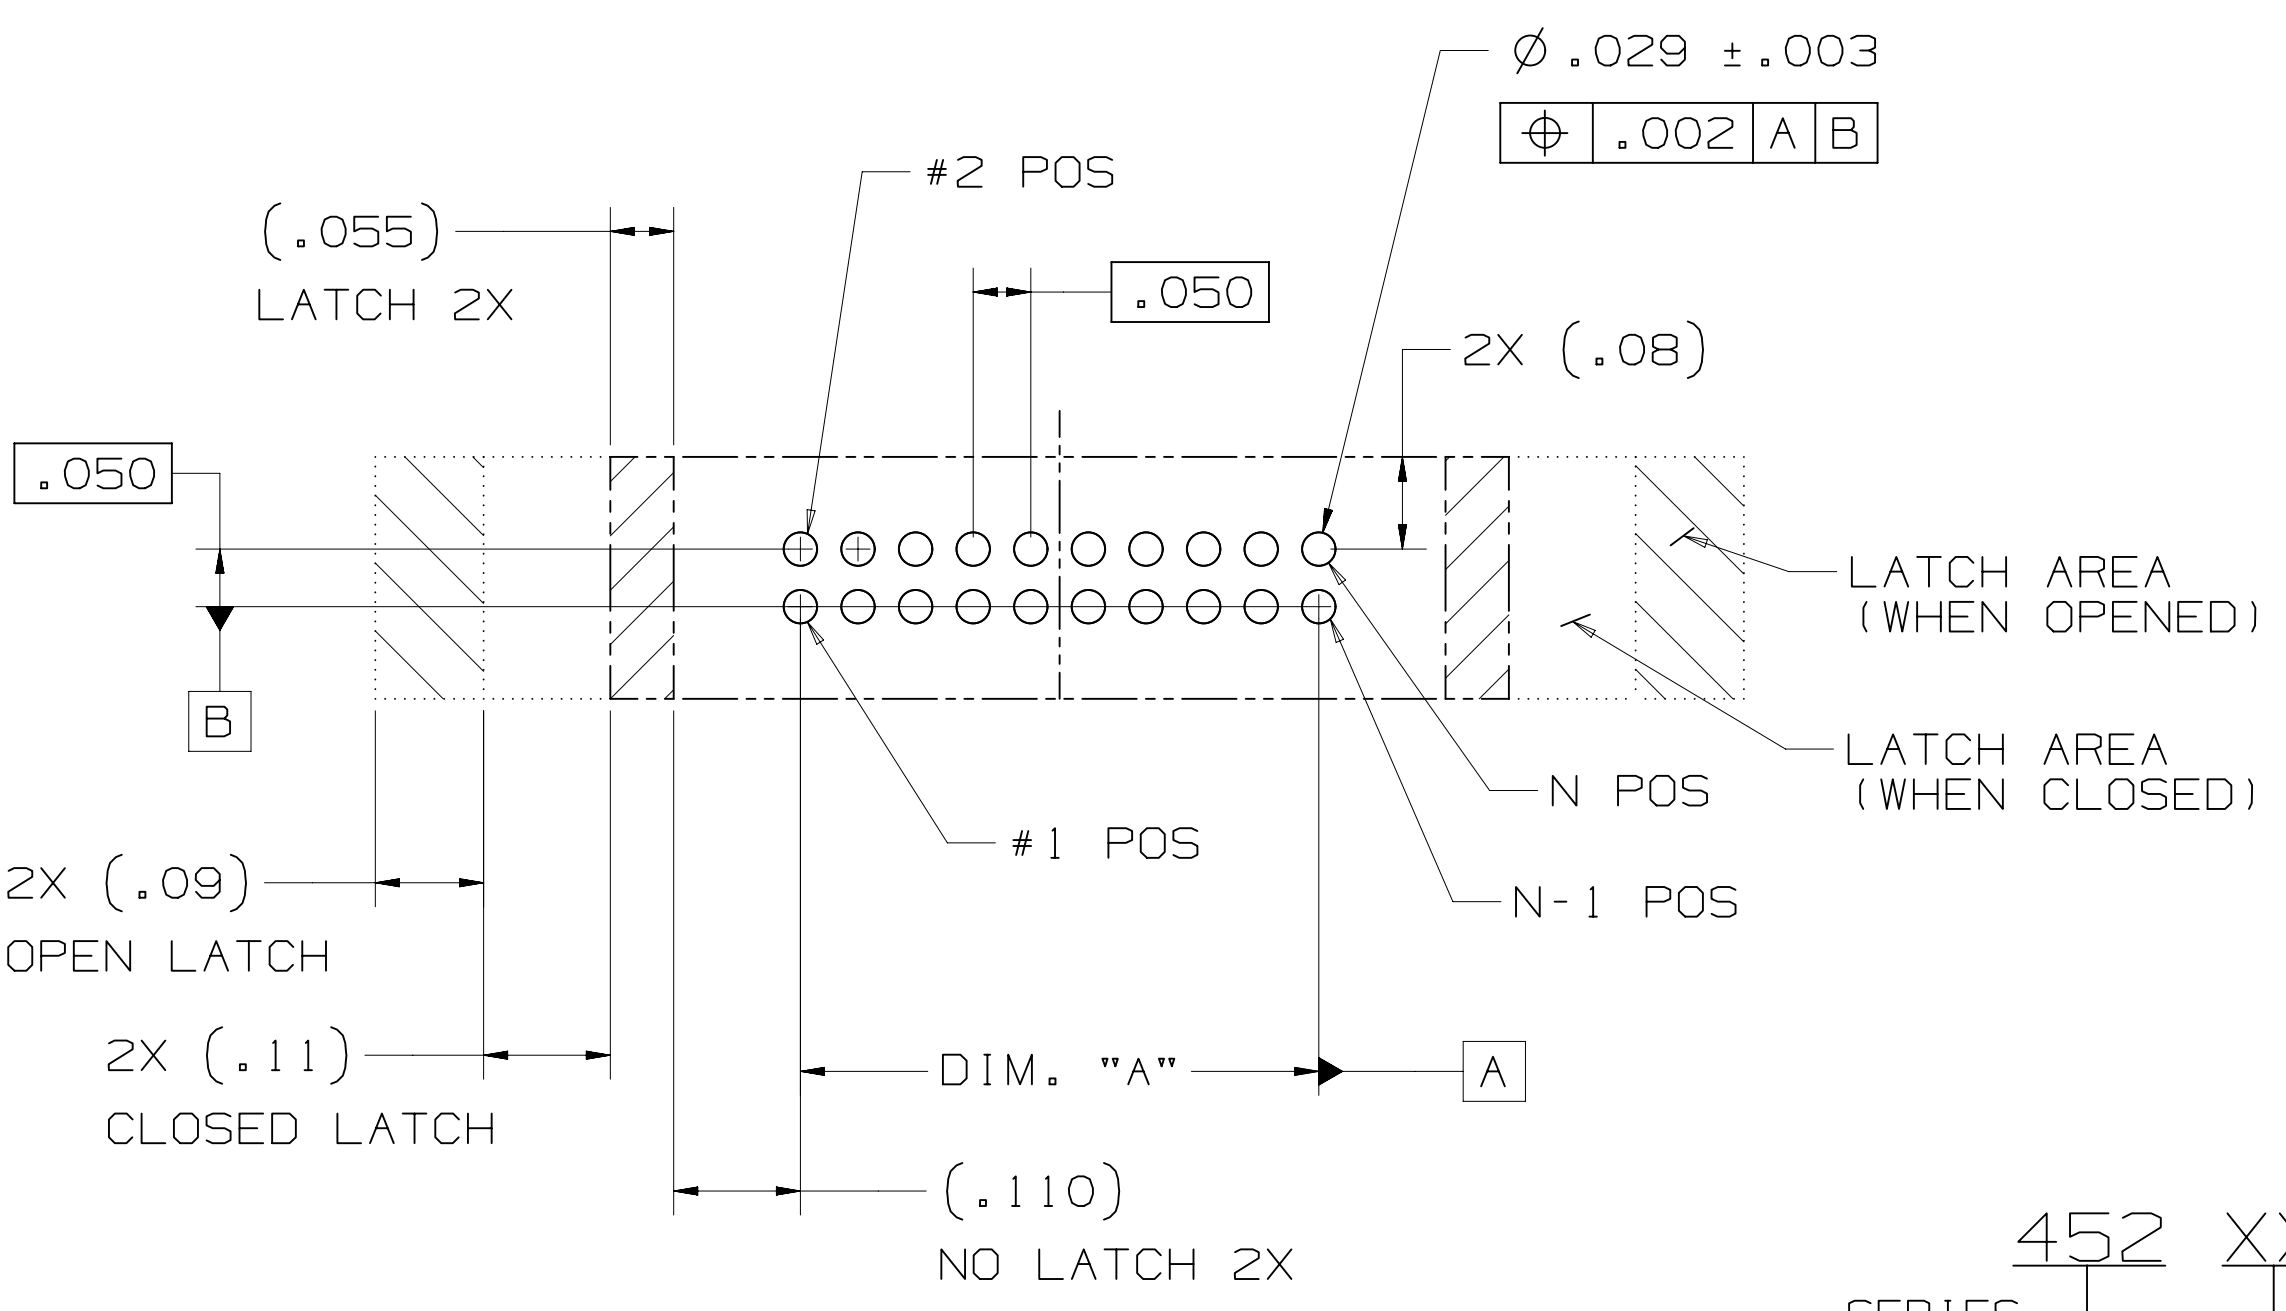 Ø .029 ±.003
⌖ .002 A B
#2 POS
(.055)
LATCH 2X
.050
2X (.08)
.050
LATCH AREA
(WHEN OPENED)
B
LATCH AREA
(WHEN CLOSED)
N POS
#1 POS
2X (.09)
OPEN LATCH
N-1 POS
2X (.11)
CLOSED LATCH
DIM. "A"
A
(.110)
NO LATCH 2X
452
SERIES